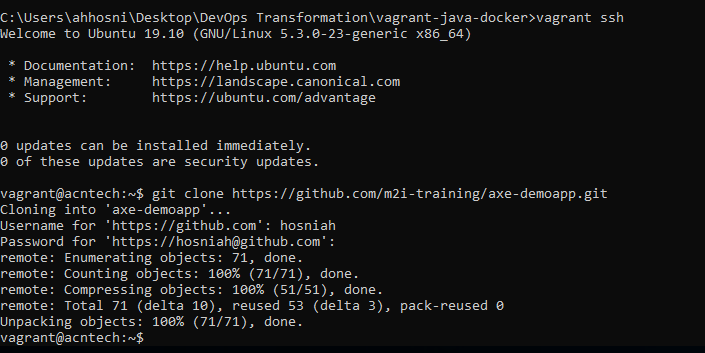 C:\Users\ahhosni\Desktop\DevOps Transformation\vagrant-java-docker>vagrant ssh
Welcome to Ubuntu 19.10 (GNU/Linux 5.3.0-23-generic x86_64)
* Documentation:  https://help.ubuntu.com
* Management:     https://landscape.canonical.com
* Support:        https://ubuntu.com/advantage
0 updates can be installed immediately.
0 of these updates are security updates.
vagrant@acntech:~$ git clone https://github.com/m2i-training/axe-demoapp.git
Cloning into 'axe-demoapp'...
Username for 'https://github.com': hosniah
Password for 'https://hosniah@github.com':
remote: Enumerating objects: 71, done.
remote: Counting objects: 100% (71/71), done.
remote: Compressing objects: 100% (51/51), done.
remote: Total 71 (delta 10), reused 53 (delta 3), pack-reused 0
Unpacking objects: 100% (71/71), done.
vagrant@acntech:~$